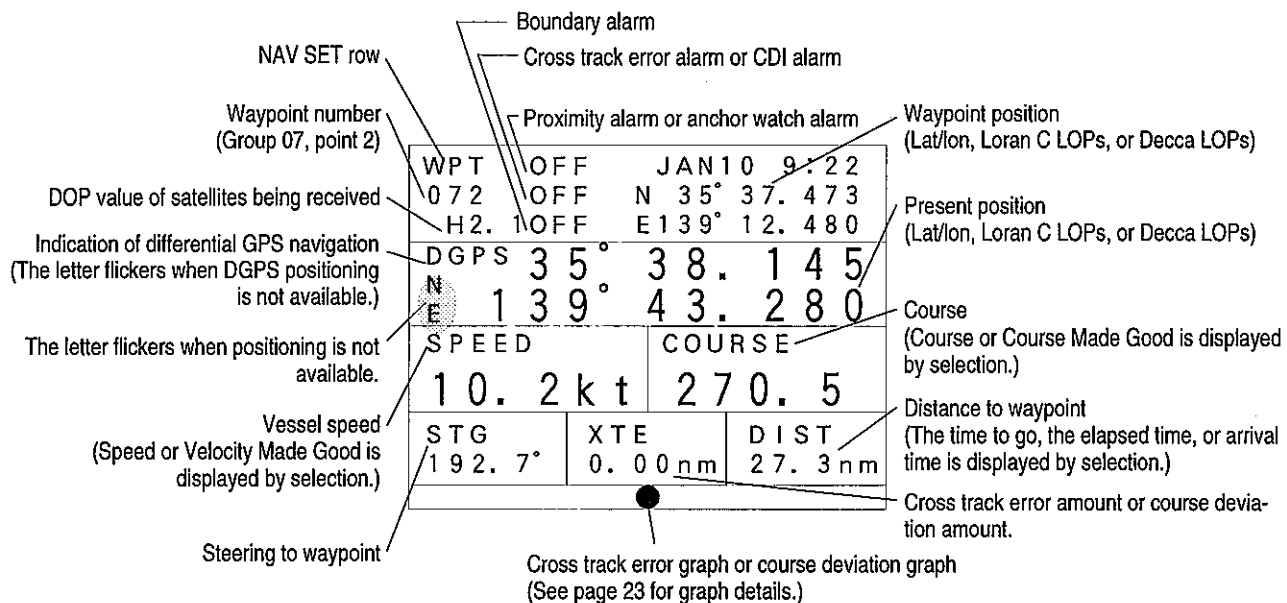 Boundary alarm
NAV SET row
Cross track error alarm or CDI alarm
Waypoint number
(Group 07, point 2)
Proximity alarm or anchor watch alarm
Waypoint position
(Lat/lon, Loran C LOPs, or Decca LOPs)
DOP value of satellites being received
WPT OFF JAN10 9:22
072 OFF N 35° 37. 473
H2. 1OFF E139° 12. 480
Present position
(Lat/lon, Loran C LOPs, or Decca LOPs)
Indication of differential GPS navigation
(The letter flickers when DGPS positioning
is not available.)
DGPS 35° 38. 145
N
E 139° 43. 280
The letter flickers when positioning is not
available.
Course
(Course or Course Made Good is displayed
by selection.)
SPEED COURSE
10. 2kt 270. 5
Vessel speed
(Speed or Velocity Made Good is
displayed by selection.)
Distance to waypoint
(The time to go, the elapsed time, or arrival
time is displayed by selection.)
STG XTE DIST
192. 7° 0. 00nm 27. 3nm
Cross track error amount or course devia-
tion amount.
Steering to waypoint
Cross track error graph or course deviation graph
(See page 23 for graph details.)